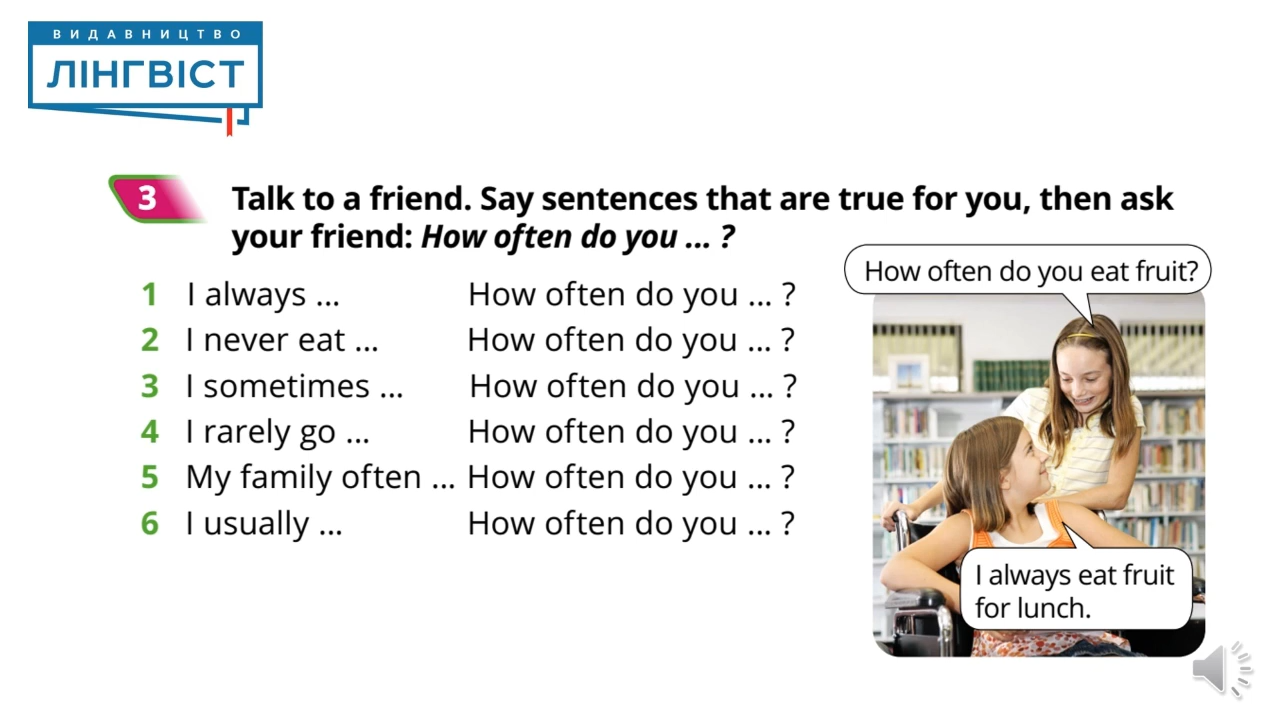 ВИДАВНИЦТВО
ЛІНГВІСТ
3 Talk to a friend. Say sentences that are true for you, then ask
your friend: How often do you ... ?
How often do you eat fruit?
1 I always ... How often do you ... ?
2 I never eat ... How often do you ... ?
3 I sometimes ... How often do you ... ?
4 I rarely go ... How often do you ... ?
5 My family often ... How often do you ... ?
6 I usually ... How often do you ... ?
I always eat fruit
for lunch.